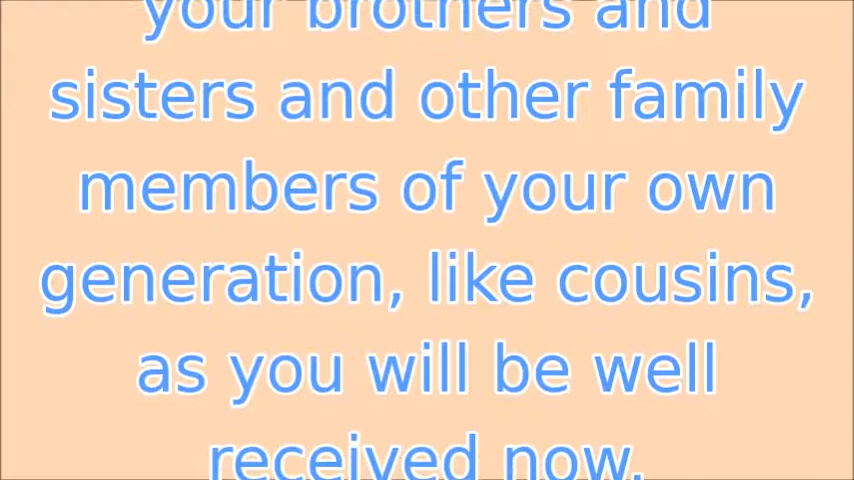 your brothers and
sisters and other family
members of your own
generation, like cousins,
as you will be well
received now.